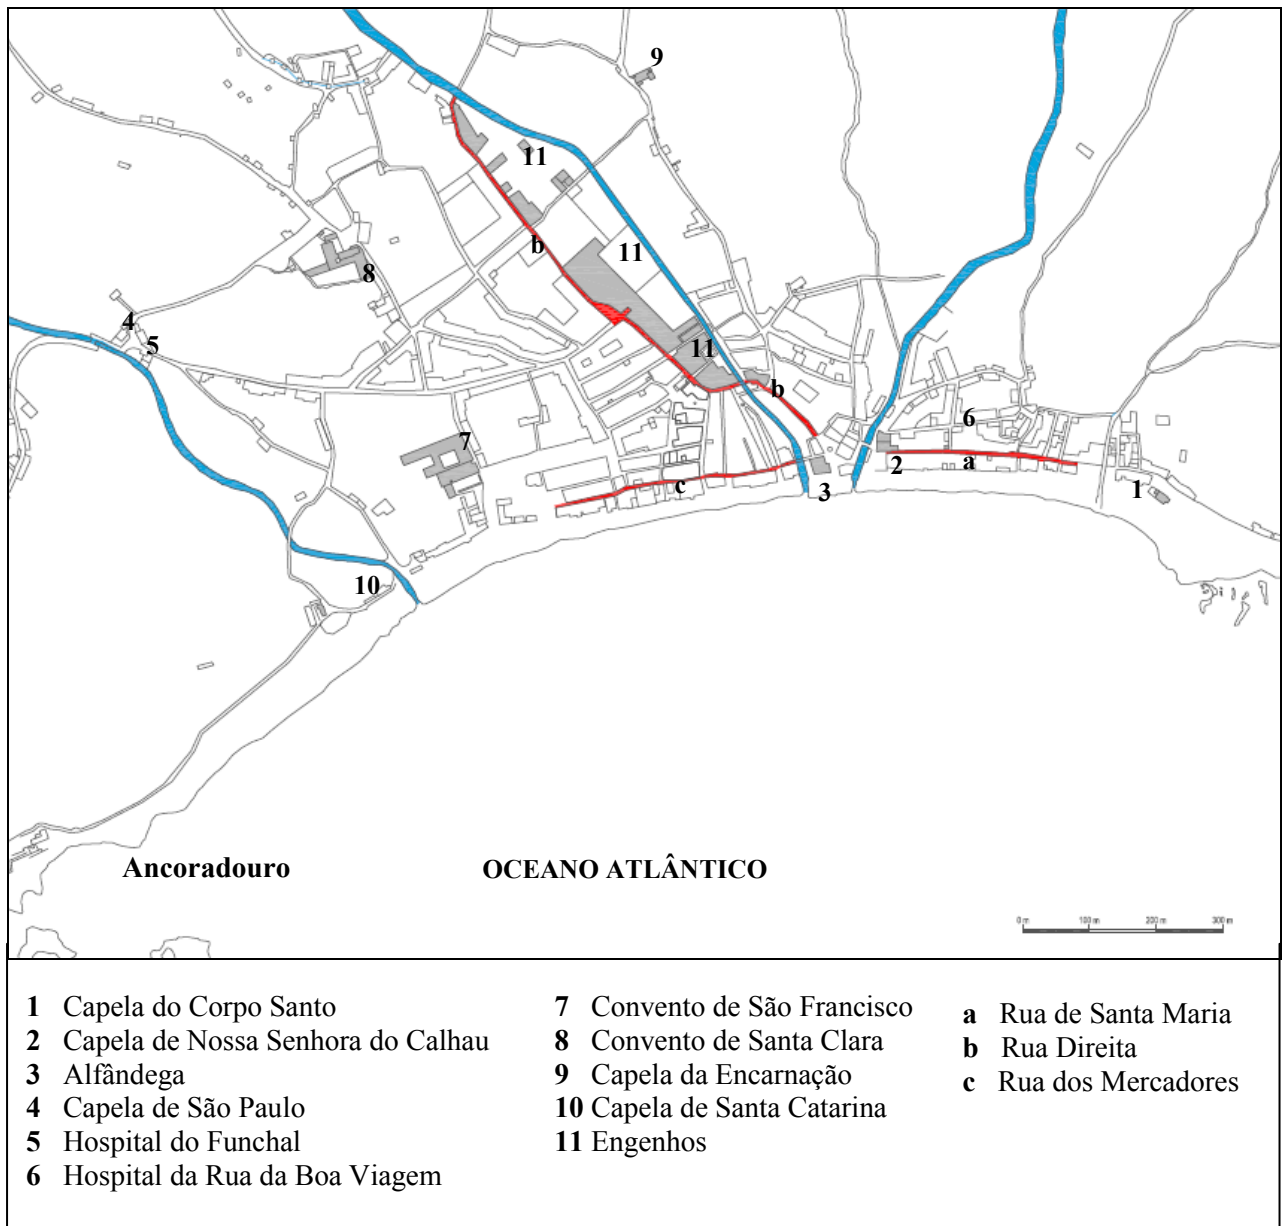 9
11
b
11
8
4
5
11
b
7
6
2
a
c
3
1
10
Ancoradouro
OCEANO ATLÂNTICO
0 m 100 m 200 m 300 m
1 Capela do Corpo Santo
2 Capela de Nossa Senhora do Calhau
3 Alfândega
4 Capela de São Paulo
5 Hospital do Funchal
6 Hospital da Rua da Boa Viagem
7 Convento de São Francisco
8 Convento de Santa Clara
9 Capela da Encarnação
10 Capela de Santa Catarina
11 Engenhos
a Rua de Santa Maria
b Rua Direita
c Rua dos Mercadores